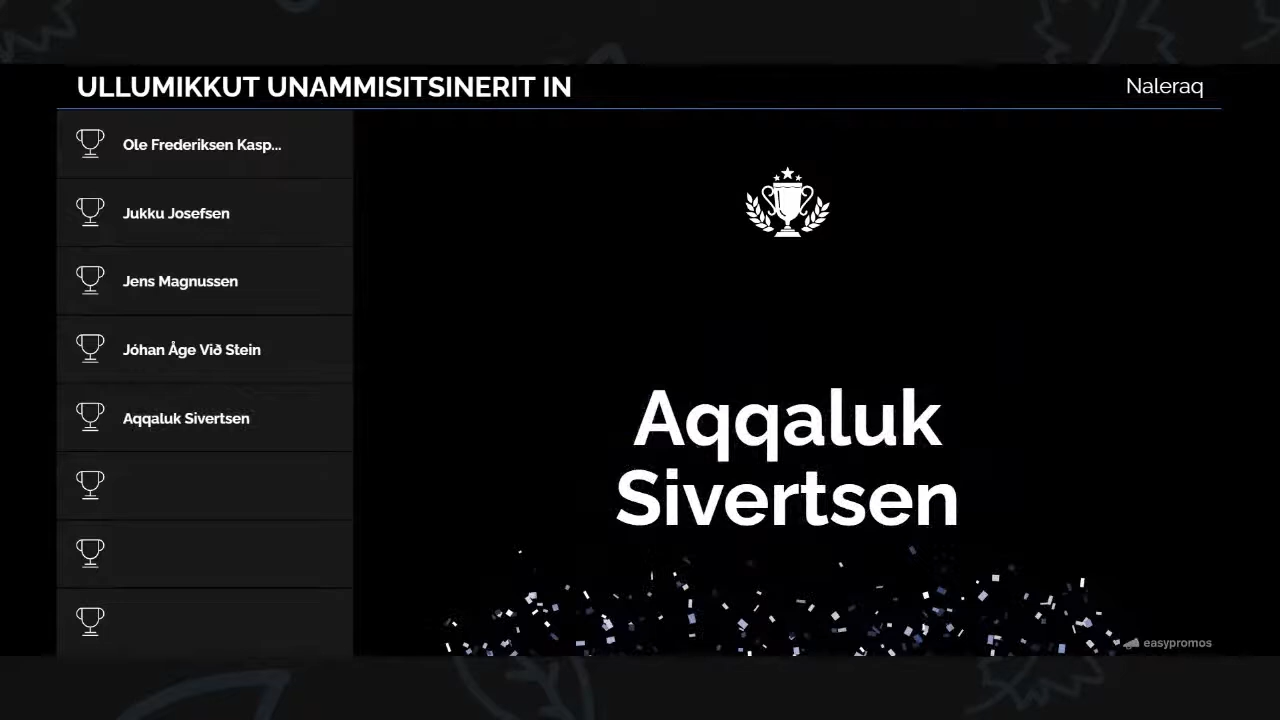 ULLUMIKKUT UNAMMISITSINERIT IN
Naleraq
Ole Frederiksen Kasp...
Jukku Josefsen
Jens Magnussen
Jóhan Åge Við Stein
Aqqaluk Sivertsen
Aqqaluk
Sivertsen
easypromos